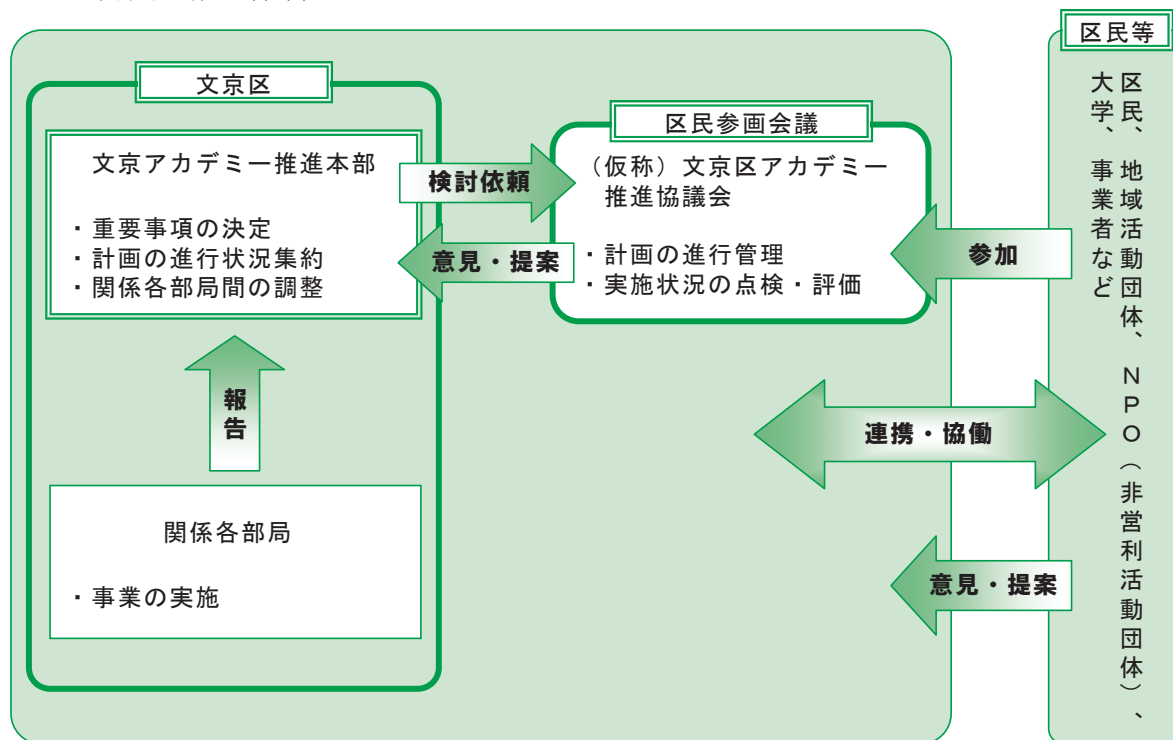 文京区
文京アカデミー推進本部
・重要事項の決定
・計画の進行状況集約
・関係各部局間の調整
報告
関係各部局
・事業の実施
検討依頼
意見・提案
区民参画会議
（仮称）文京区アカデミー
推進協議会
・計画の進行管理
・実施状況の点検・評価
参加
連携・協働
意見・提案
区民等
区民、地域活動団体、ＮＰＯ（非営利活動団体）、
大学、事業者など